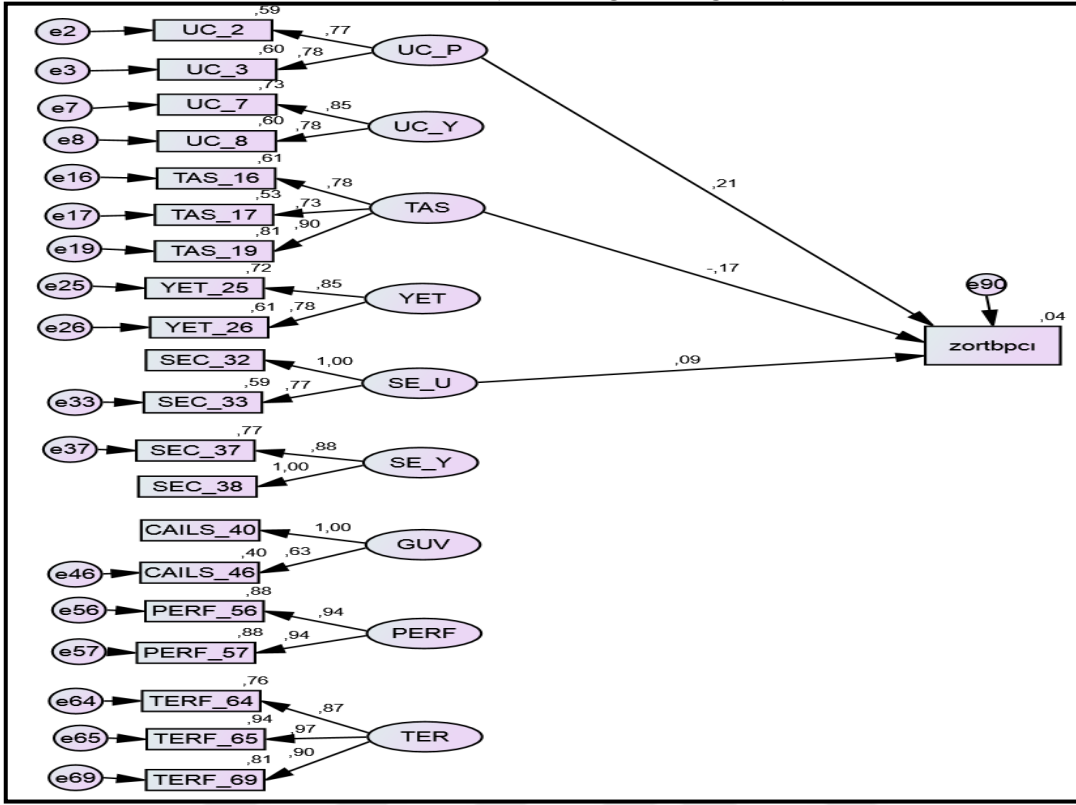 ,59
e2 UC_2 ,77 UC_P
,60 ,78
e3 UC_3
,73
e7 UC_7 ,85 UC_Y
,60 ,78
e8 UC_8
,61
e16 TAS_16 ,78 ,21
,53 ,73
e17 TAS_17 TAS
,81 ,90
e19 TAS_19
,72 -,17
e25 YET_25 ,85 YET e90
,61 ,78
e26 YET_26 ,04
zortbpcı
SEC_32 1,00 ,09
,59 ,77 SE_U
e33 SEC_33
,77
e37 SEC_37 ,88 SE_Y
1,00
SEC_38
CAILS_40 1,00 GUV
,40 ,63
e46 CAILS_46
,88
e56 PERF_56 ,94 PERF
,88 ,94
e57 PERF_57
,76
e64 TERF_64 ,87
,94 ,97
e65 TERF_65 TER
,81 ,90
e69 TERF_69